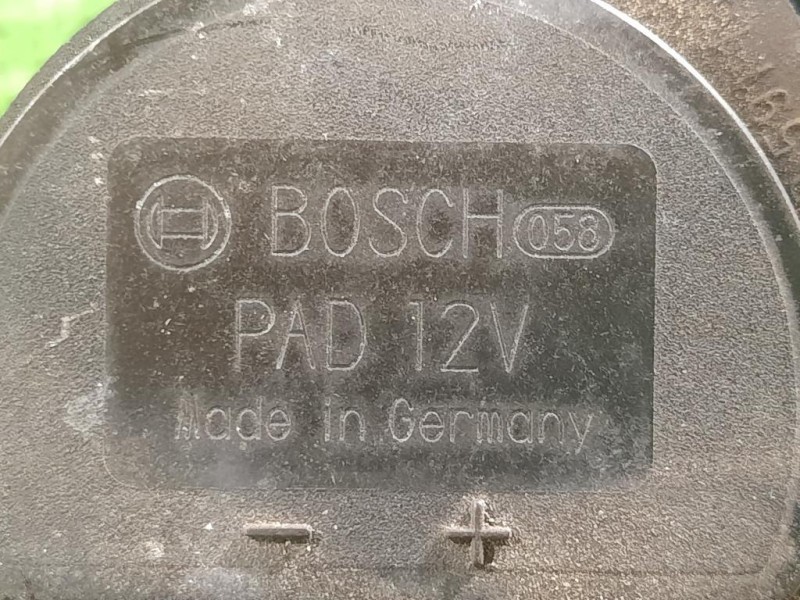 BOSCH 058
PAD 12V
Made in Germany
- +